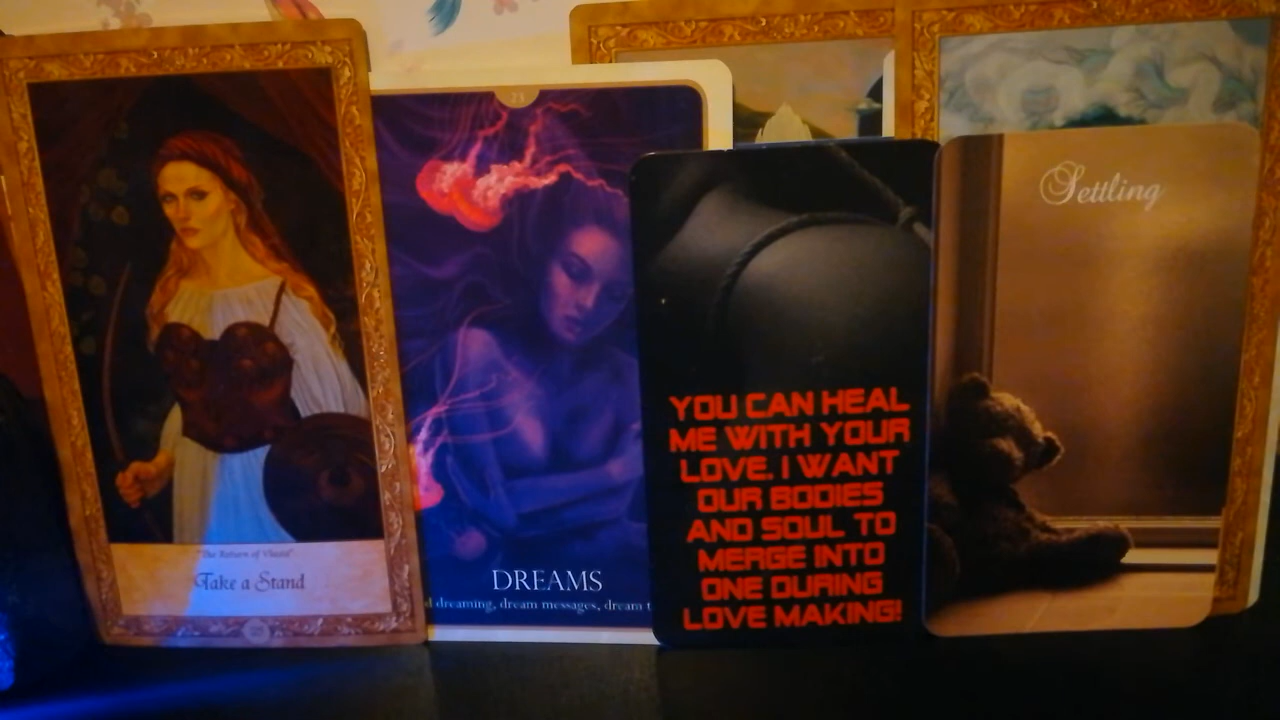 "The Return of Vlasta"
Take a Stand
DREAMS
dreaming, dream messages, dream
YOU CAN HEAL
ME WITH YOUR
LOVE. I WANT
OUR BODIES
AND SOUL TO
MERGE INTO
ONE DURING
LOVE MAKING!
Settling